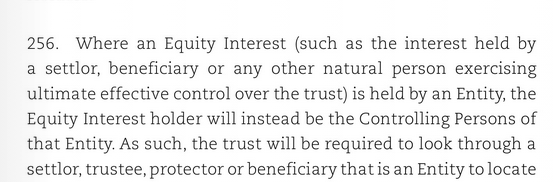 256. Where an Equity Interest (such as the interest held by
a settlor, beneficiary or any other natural person exercising
ultimate effective control over the trust) is held by an Entity, the
Equity Interest holder will instead be the Controlling Persons of
that Entity. As such, the trust will be required to look through a
settlor, trustee, protector or beneficiary that is an Entity to locate